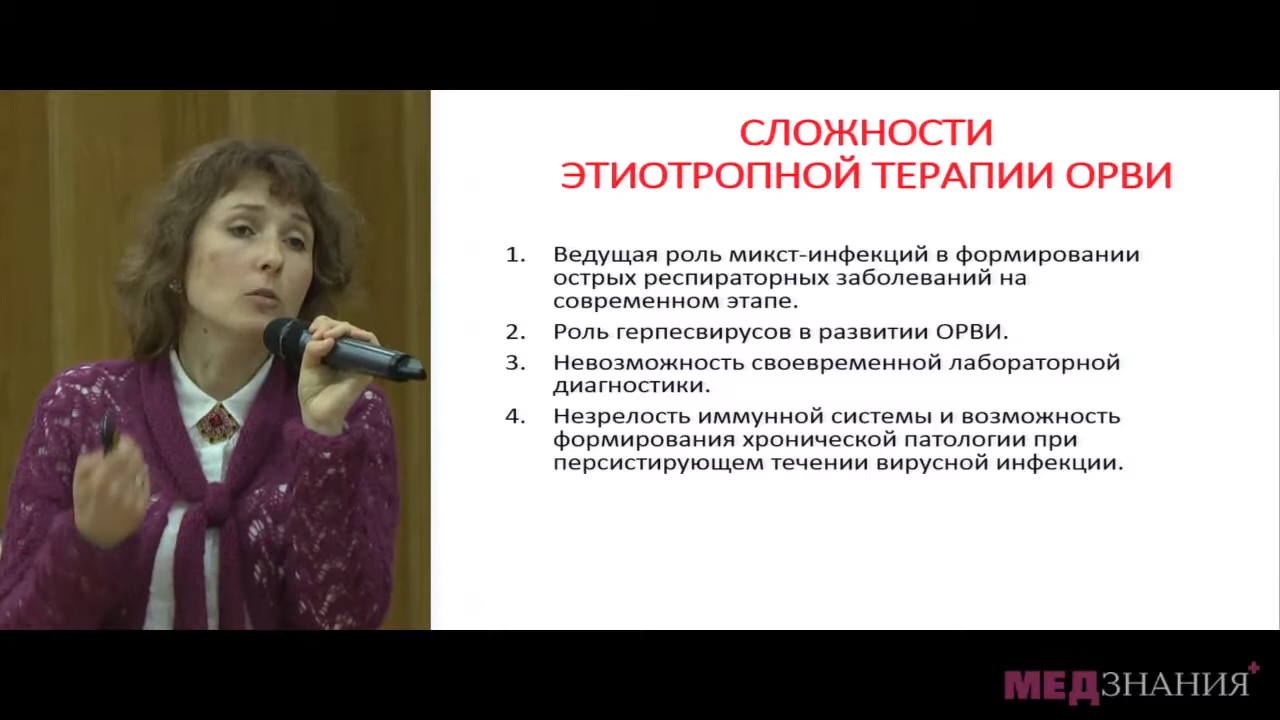 СЛОЖНОСТИ
ЭТИОТРОПНОЙ ТЕРАПИИ ОРВИ
1. Ведущая роль микст-инфекций в формировании
острых респираторных заболеваний на
современном этапе.
2. Роль герпесвирусов в развитии ОРВИ.
3. Невозможность своевременной лабораторной
диагностики.
4. Незрелость иммунной системы и возможность
формирования хронической патологии при
персистирующем течении вирусной инфекции.
МЕДЗНАНИЯ+